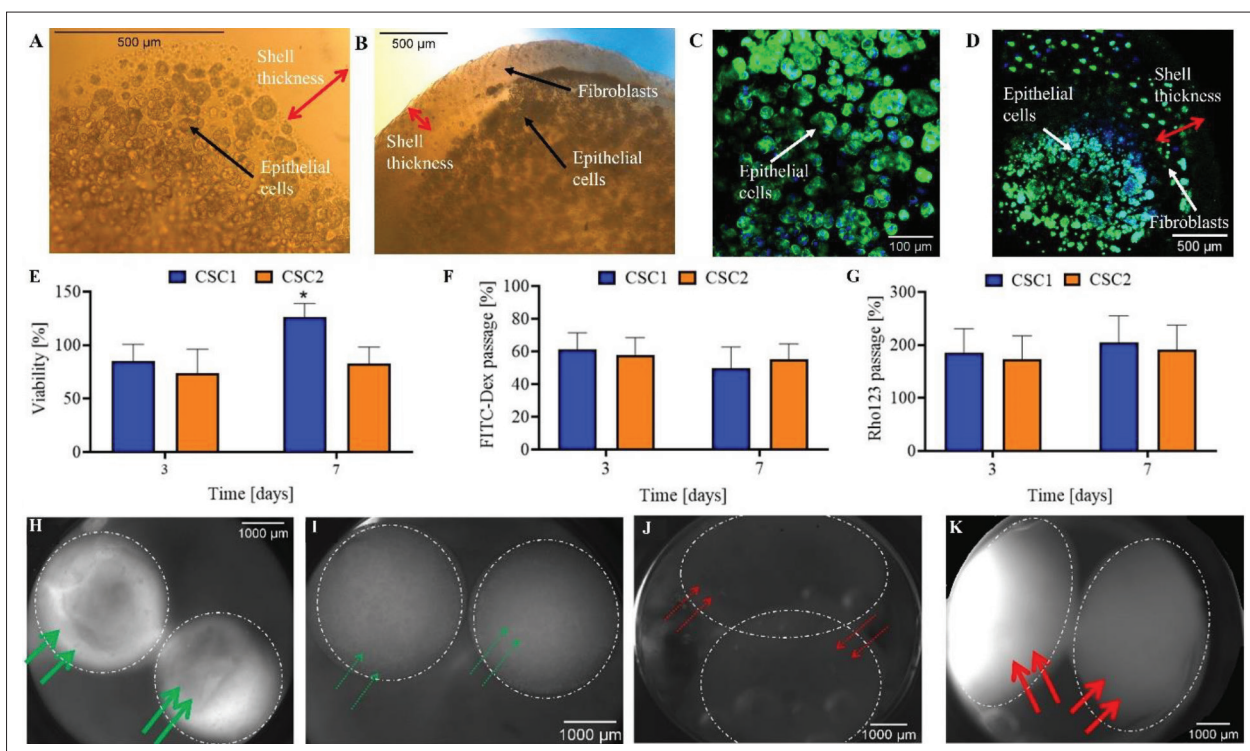 A
500 µm
Shell
thickness
Epithelial
cells
B
500 µm
Fibroblasts
Shell
thickness
Epithelial
cells
C
Epithelial
cells
100 µm
D
Epithelial
cells
Shell
thickness
Fibroblasts
500 µm
E
CSC1 CSC2
Viability [%]
150
100
50
0
*
3 7
Time [days]
F
CSC1 CSC2
FITC-Dex passage [%]
100
80
60
40
20
0
3 7
Time [days]
G
CSC1 CSC2
Rho123 passage [%]
300
200
100
0
3 7
Time [days]
H
1000 µm
I
1000 µm
J
1000 µm
K
1000 µm